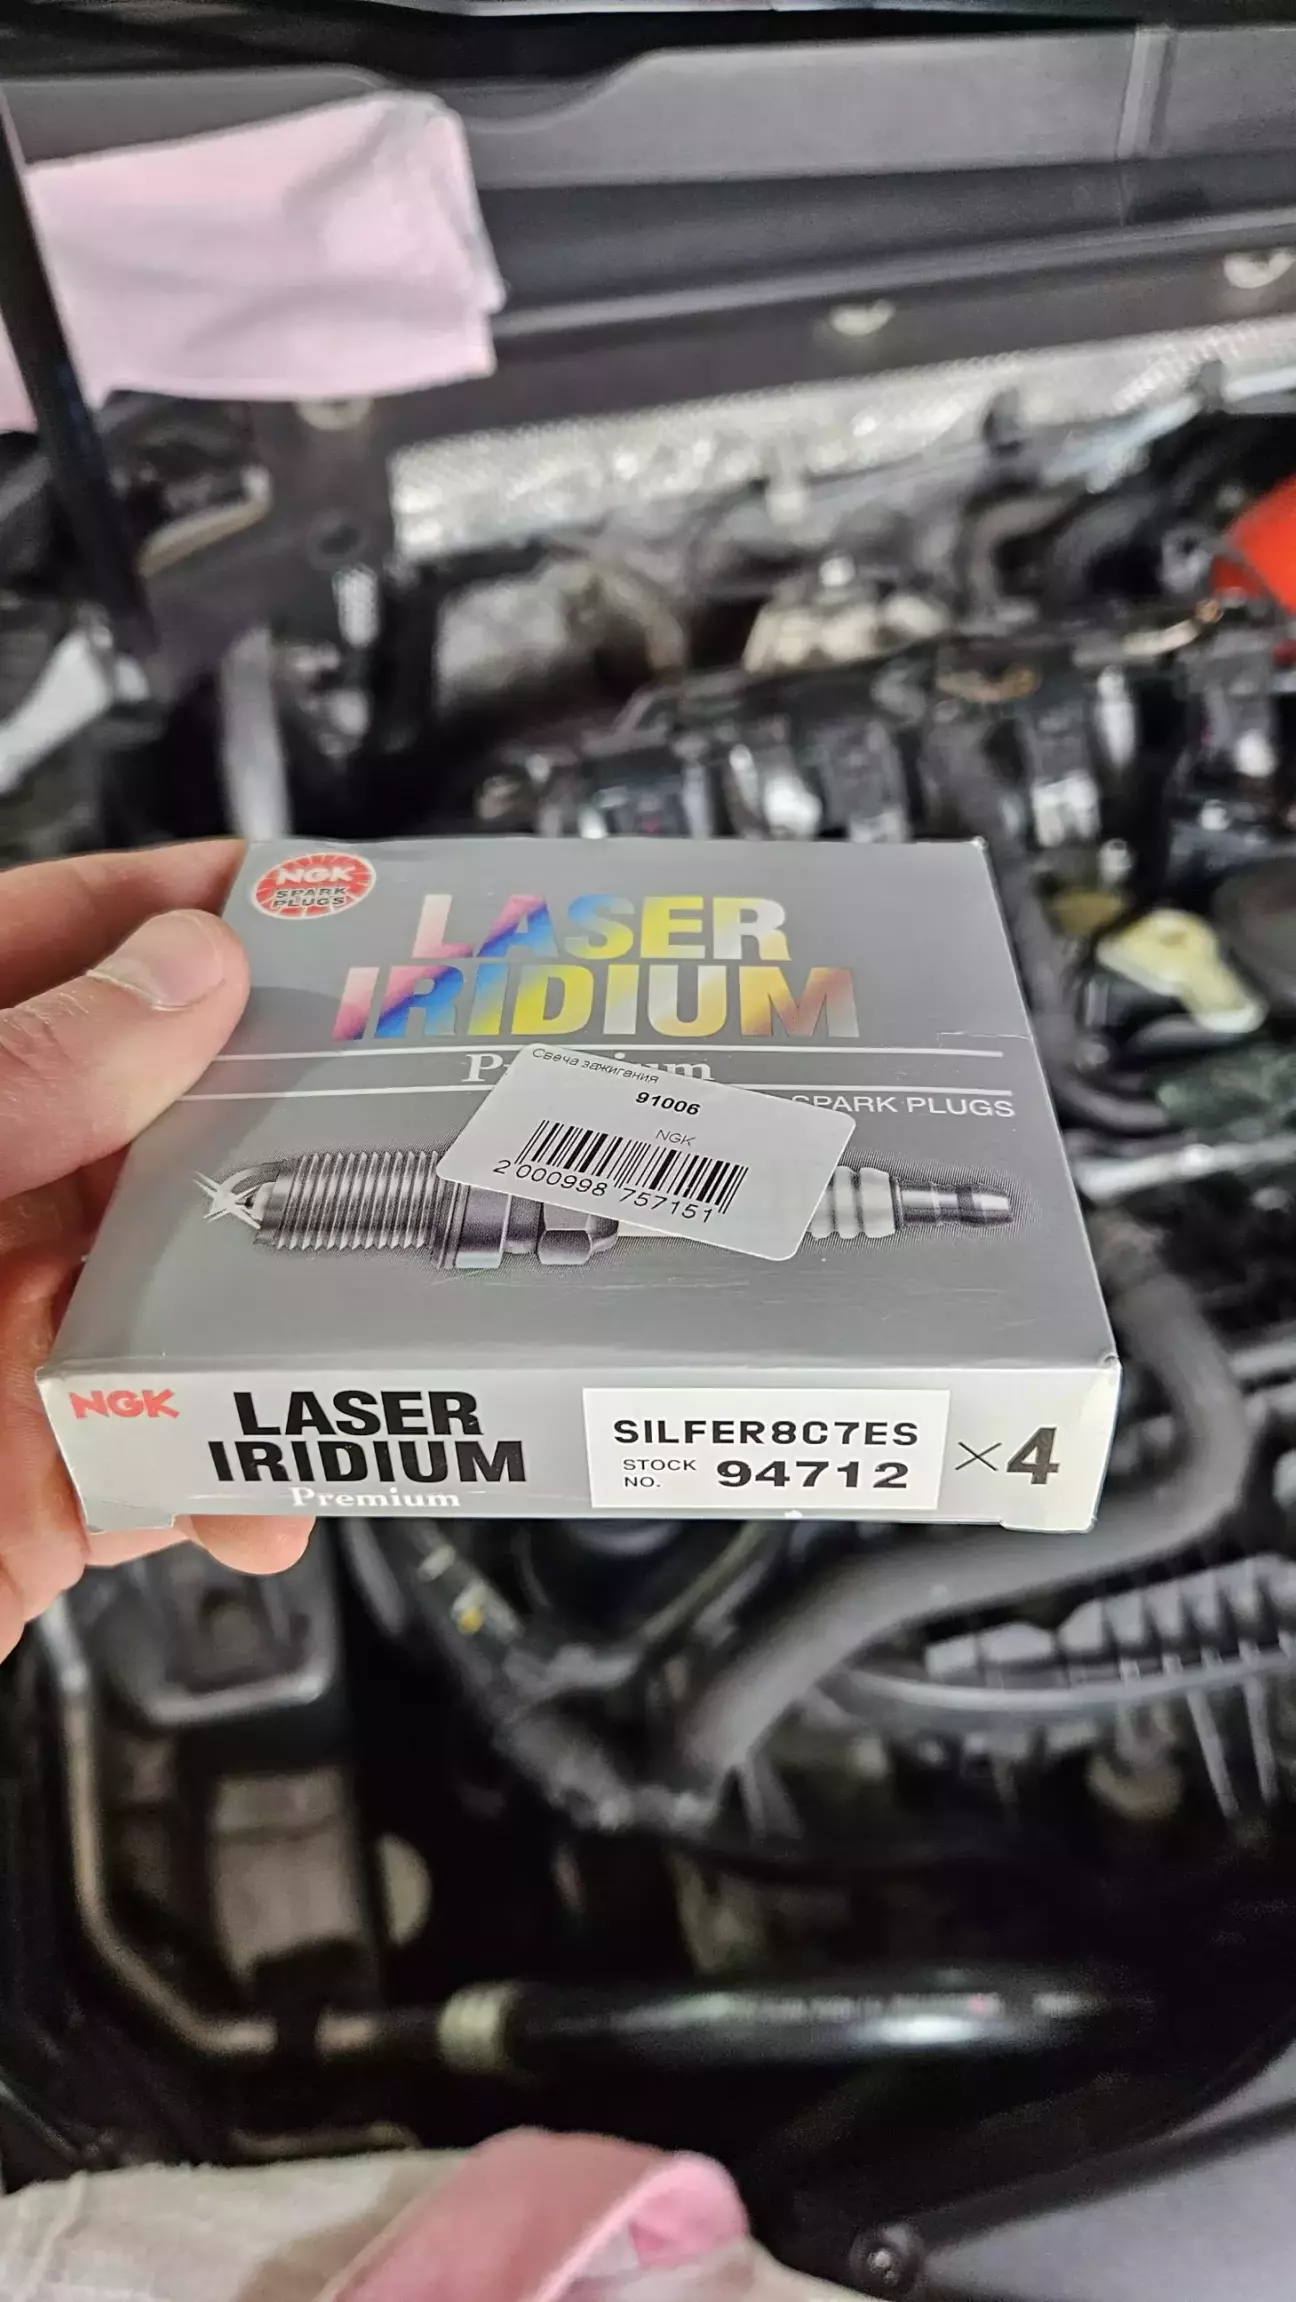 NGK
SPARK
PLUGS
LASER
IRIDIUM
SPARK PLUGS
Свеча зажигания
91006
NGK
2 000998 757151
NGK
LASER
IRIDIUM
Premium
SILFER8C7ES
STOCK
NO. 94712
×4